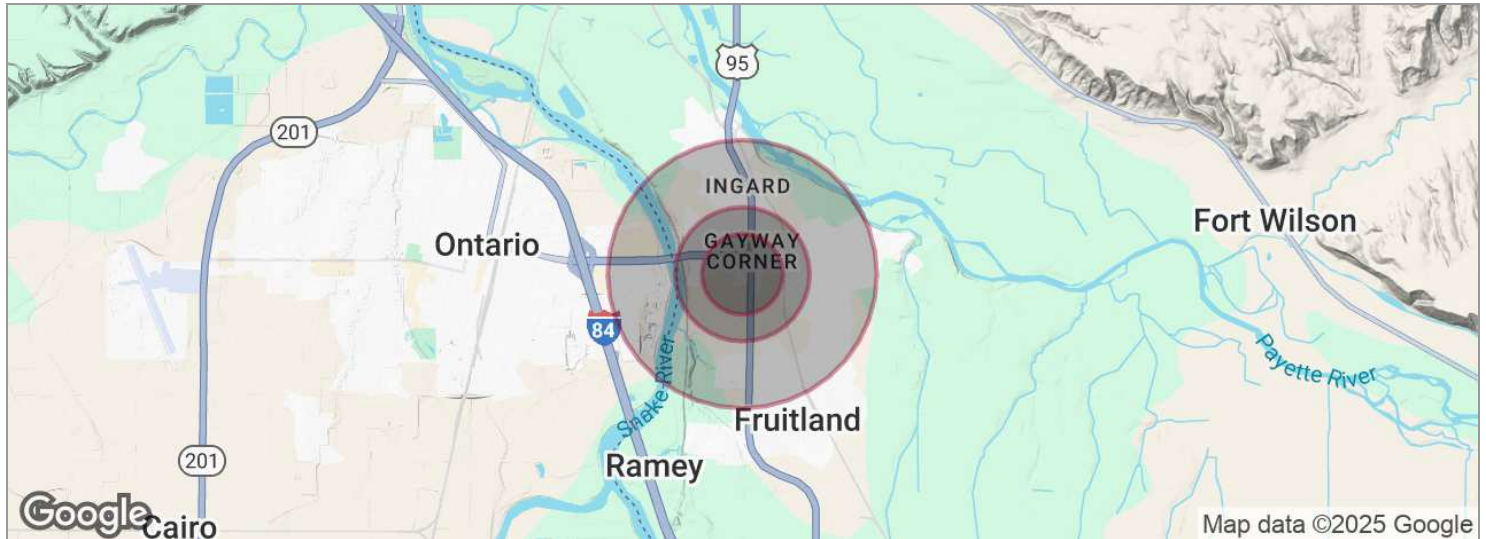 95
201
INGARD
Fort Wilson
Ontario
GAYWAY
CORNER
84
Snake River
Payette River
Fruitland
201
Ramey
Google
Cairo
Map data ©2025 Google